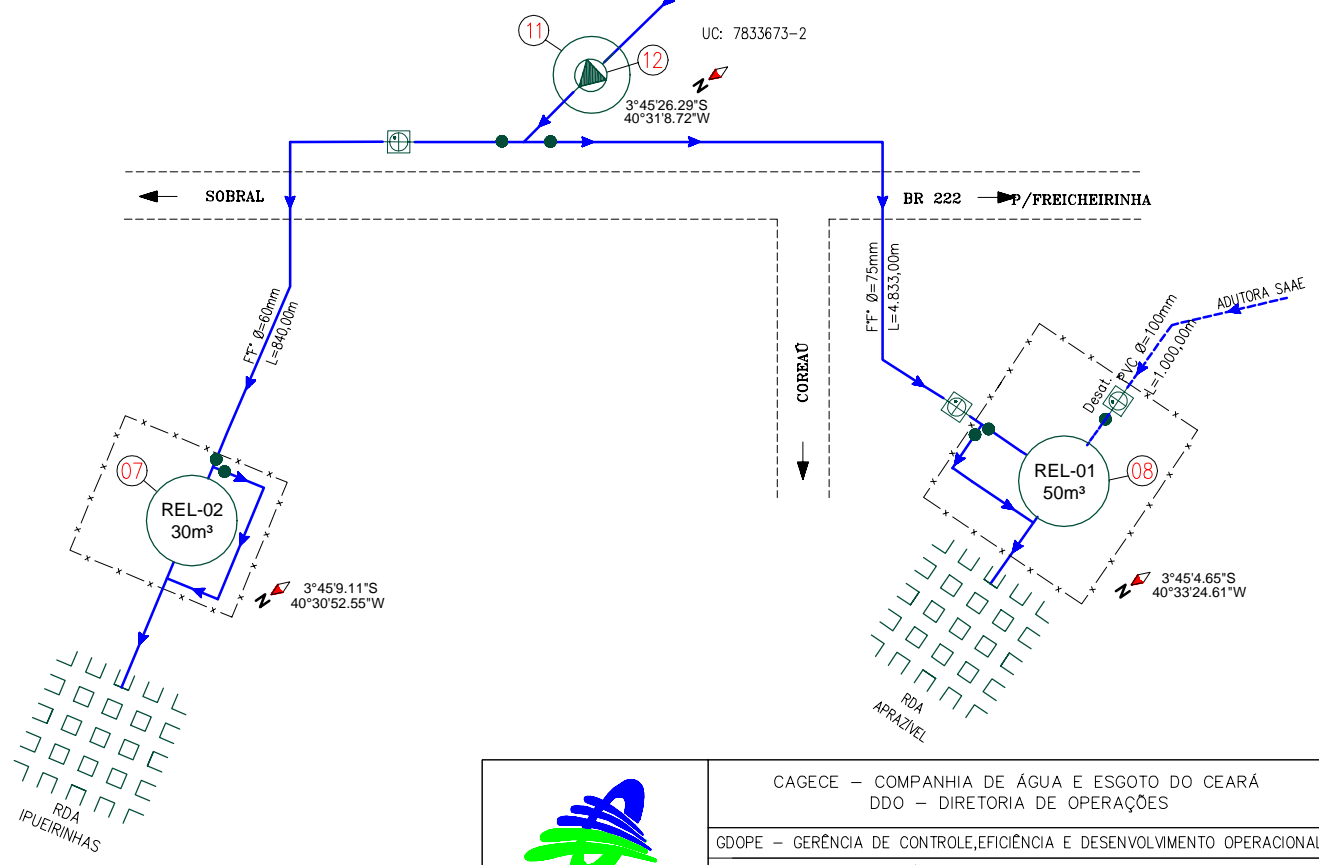 11
UC: 7833673-2
12
N
3°45'26.29"S
40°31'8.72"W
SOBRAL
BR 222
P/FREICHEIRINHA
FºFº Ø=60mm
L=840,00m
FºFº Ø=75mm
L=4.833,00m
ADUTORA SAAE
Desat. PVC Ø=100mm
L=1.000,00m
COREAÚ
07
REL-02
30m³
REL-01
50m³
08
N
3°45'9.11"S
40°30'52.55"W
N
3°45'4.65"S
40°33'24.61"W
RDA
APRAZÍVEL
RDA
IPUEIRINHAS
CAGECE – COMPANHIA DE ÁGUA E ESGOTO DO CEARÁ
DDO – DIRETORIA DE OPERAÇÕES
GDOPE – GERÊNCIA DE CONTROLE,EFICIÊNCIA E DESENVOLVIMENTO OPERACIONAL